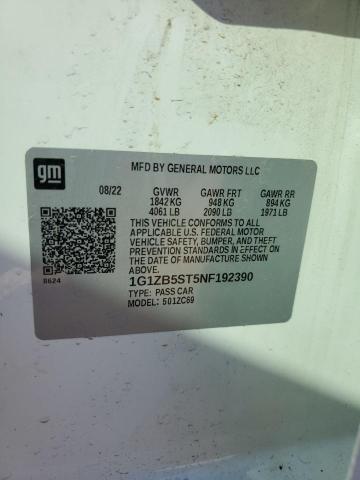 gm
MFD BY GENERAL MOTORS LLC
08/22 GVWR GAWR FRT GAWR RR
1842 KG 948 KG 894 KG
4061 LB 2090 LB 1971 LB
THIS VEHICLE CONFORMS TO ALL
APPLICABLE U.S. FEDERAL MOTOR
VEHICLE SAFETY, BUMPER, AND THEFT
PREVENTION STANDARDS IN EFFECT ON
THE DATE OF MANUFACTURE SHOWN
ABOVE.
1G1ZB5ST5NF192390
8624 TYPE: PASS CAR
MODEL: 501ZC69